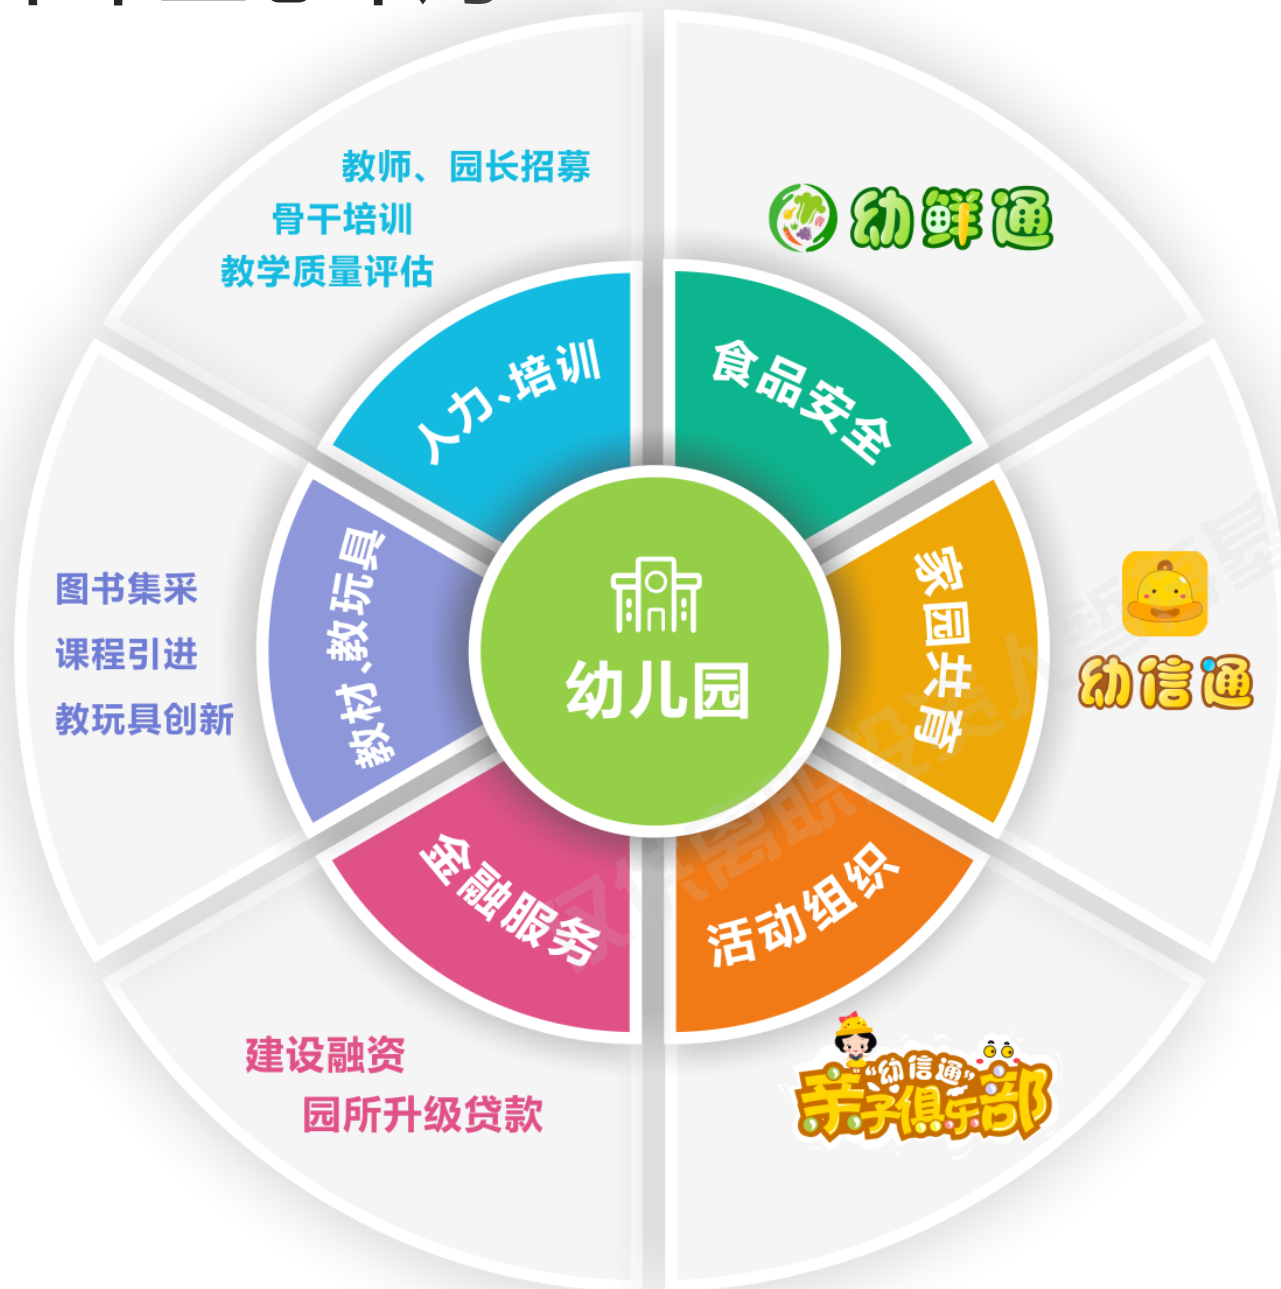 教师、园长招募
骨干培训
教学质量评估
幼鲜通
人力、培训
食品安全
图书集采
课程引进
教玩具创新
教材、教玩具
幼儿园
家园共育
幼信通
金融服务
活动组织
建设融资
园所升级贷款
“幼信通”
亲子俱乐部